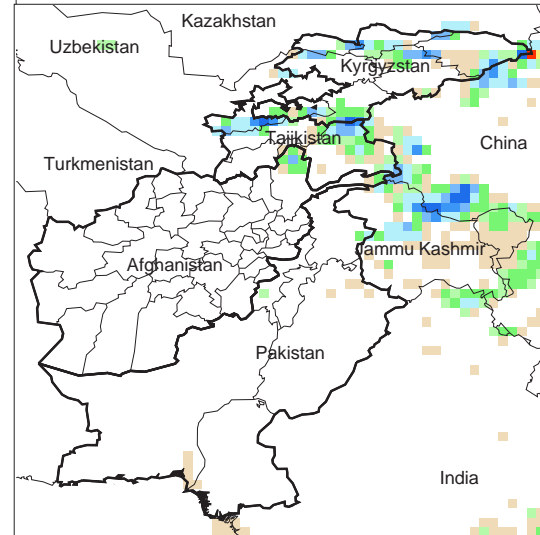 Kazakhstan
Uzbekistan
Kyrgyzstan
Tajikistan
China
Turkmenistan
Jammu Kashmir
Afghanistan
Pakistan
India